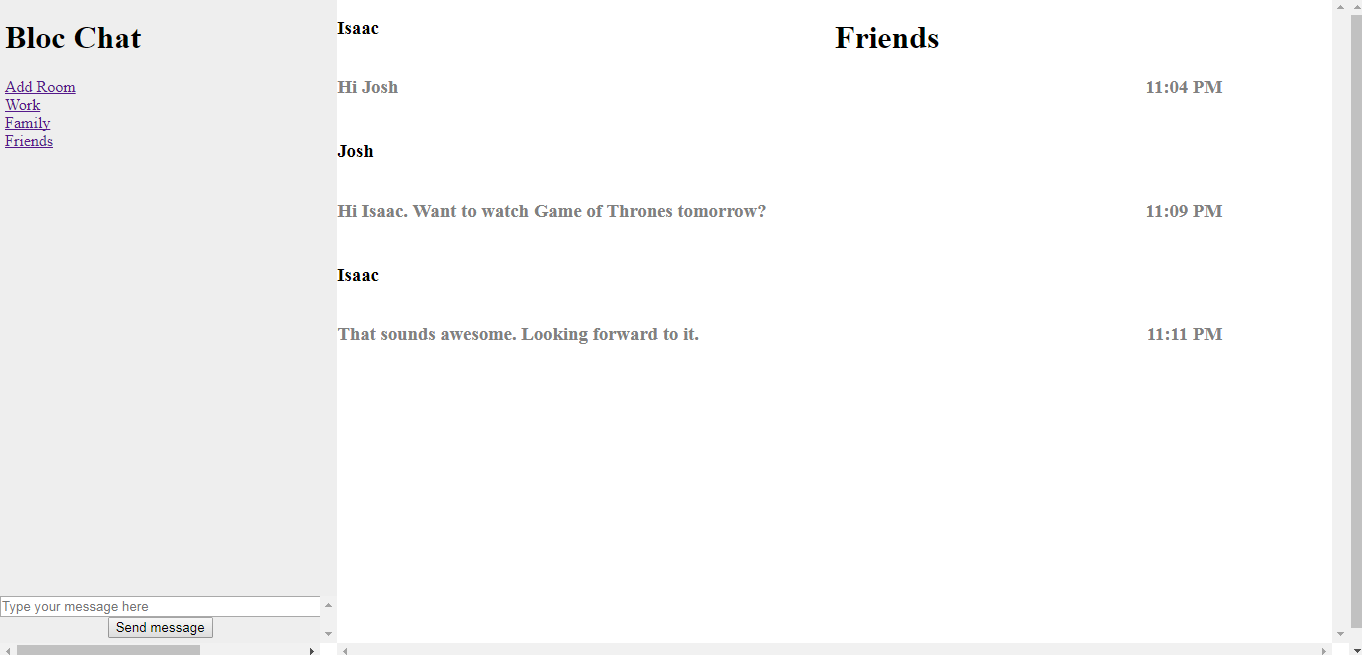 Bloc Chat
Add Room
Work
Family
Friends
Type your message here
Send message
Friends
Isaac
Hi Josh 11:04 PM
Josh
Hi Isaac. Want to watch Game of Thrones tomorrow? 11:09 PM
Isaac
That sounds awesome. Looking forward to it. 11:11 PM